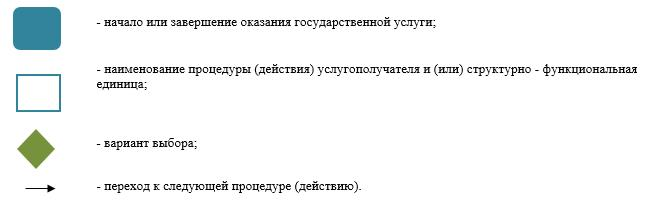 - начало или завершение оказания государственной услуги;
- наименование процедуры (действия) услугополучателя и (или) структурно - функциональная
единица;
- вариант выбора;
- переход к следующей процедуре (действию).